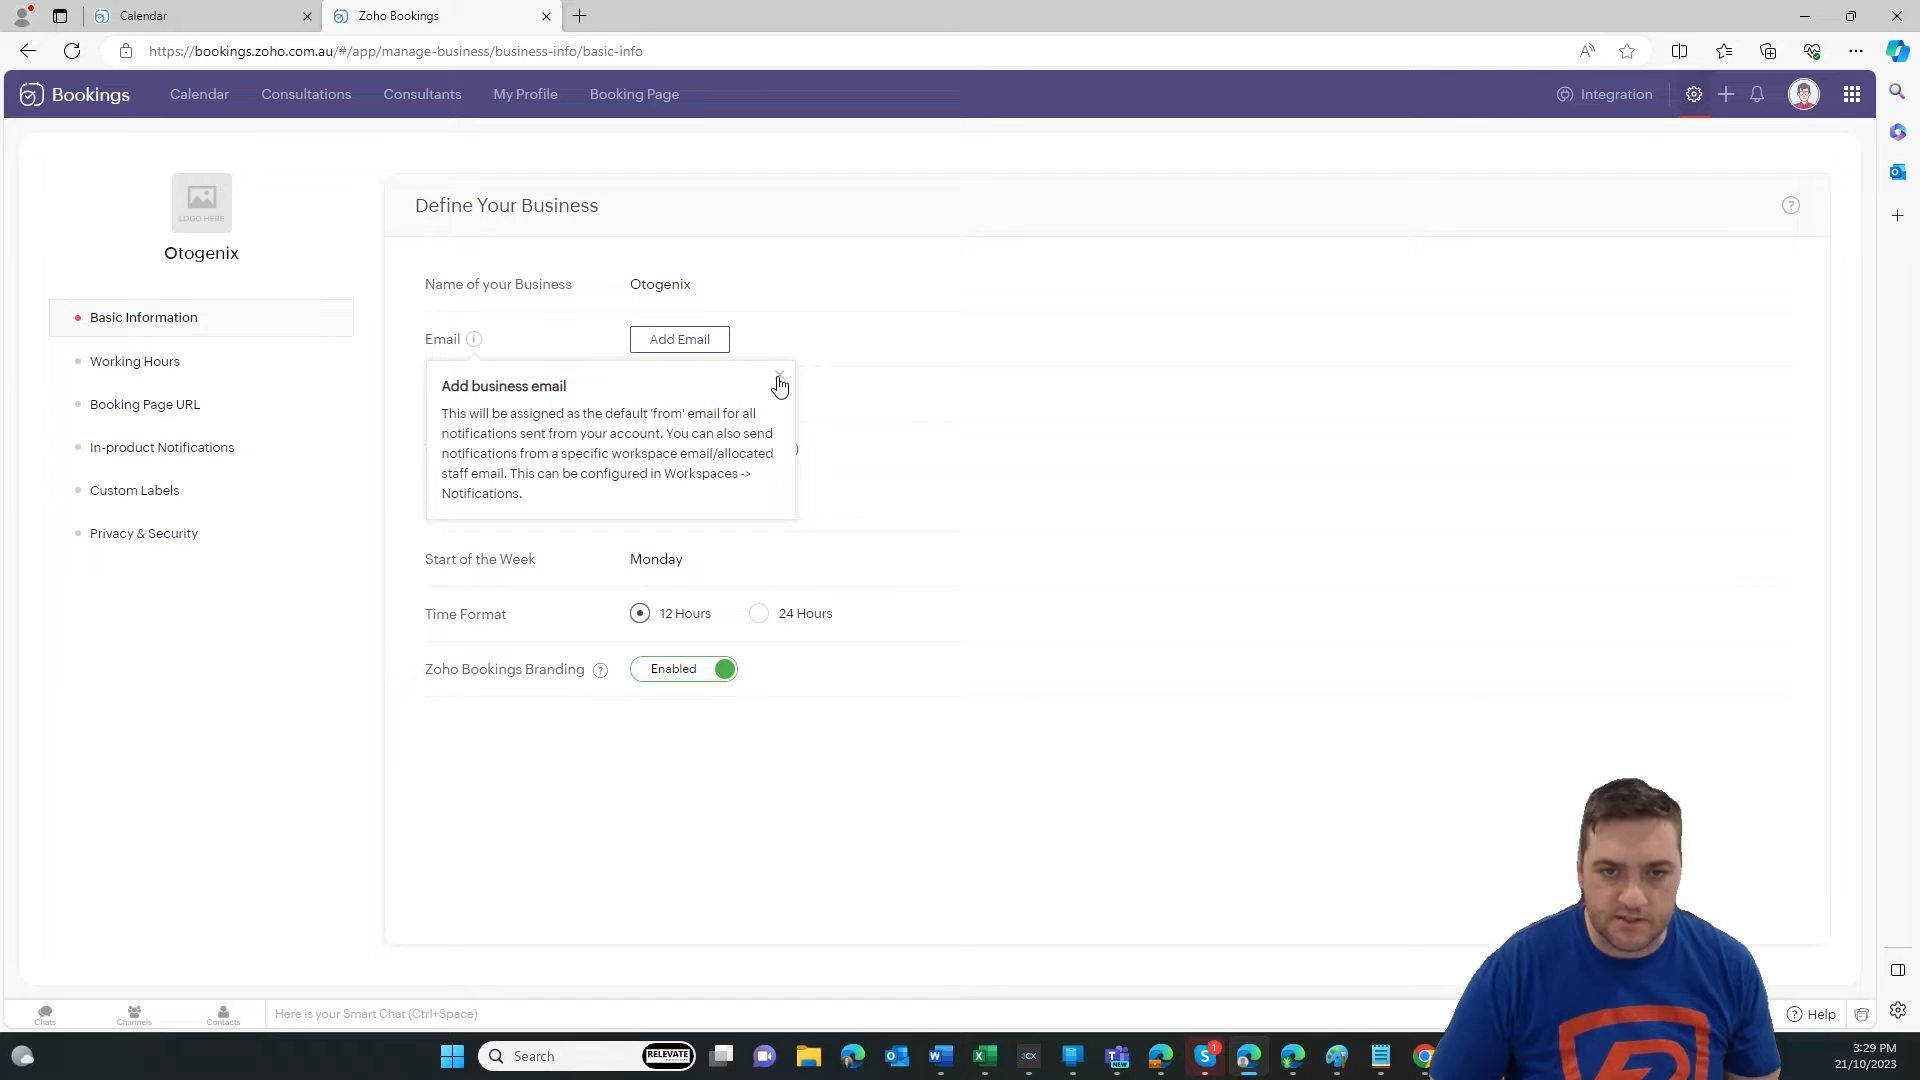 Calendar
Zoho Bookings
https://bookings.zoho.com.au/#/app/manage-business/business-info/basic-info
Bookings
Calendar
Consultations
Consultants
My Profile
Booking Page
Integration
LOGO HERE
Otogenix
Basic Information
Working Hours
Booking Page URL
In-product Notifications
Custom Labels
Privacy & Security
Define Your Business
Name of your Business
Otogenix
Email
Add Email
Add business email
This will be assigned as the default 'from' email for all
notifications sent from your account. You can also send
notifications from a specific workspace email/allocated
staff email. This can be configured in Workspaces ->
Notifications.
Start of the Week
Monday
Time Format
12 Hours
24 Hours
Zoho Bookings Branding
Enabled
Chats
Channels
Contacts
Here is your Smart Chat (Ctrl+Space)
Help
Search
RELEVATE
3CX
NEW
1
3:29 PM
21/10/2023